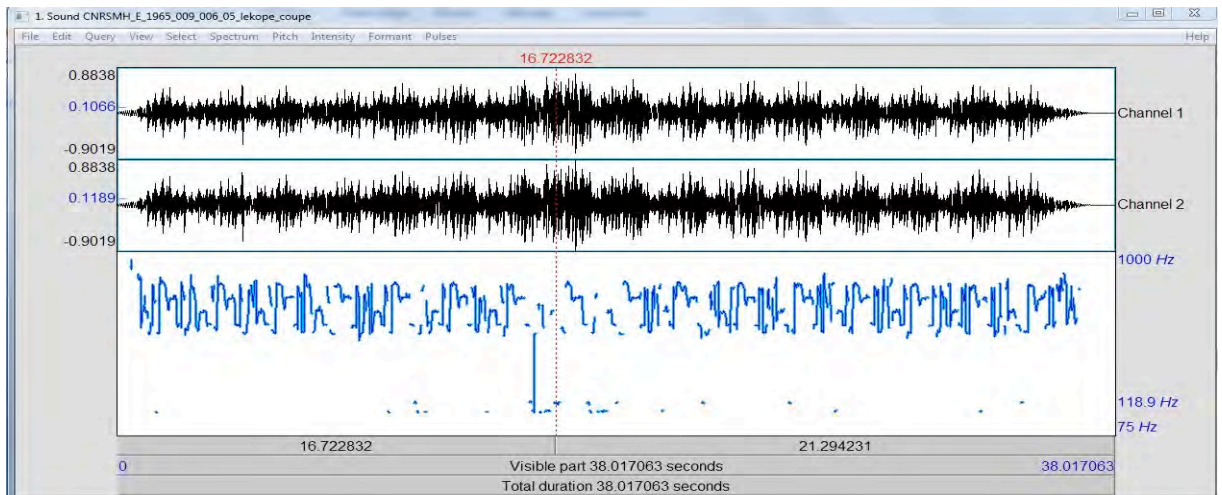 1. Sound CNRSMH_E_1965_009_006_05_lekope_coupe
File Edit Query View Select Spectrum Pitch Intensity Formant Pulses Help
16.722832
0.8838
0.1066
-0.9019
Channel 1
0.8838
0.1189
-0.9019
Channel 2
1000 Hz
118.9 Hz
75 Hz
16.722832 21.294231
0 Visible part 38.017063 seconds 38.017063
Total duration 38.017063 seconds